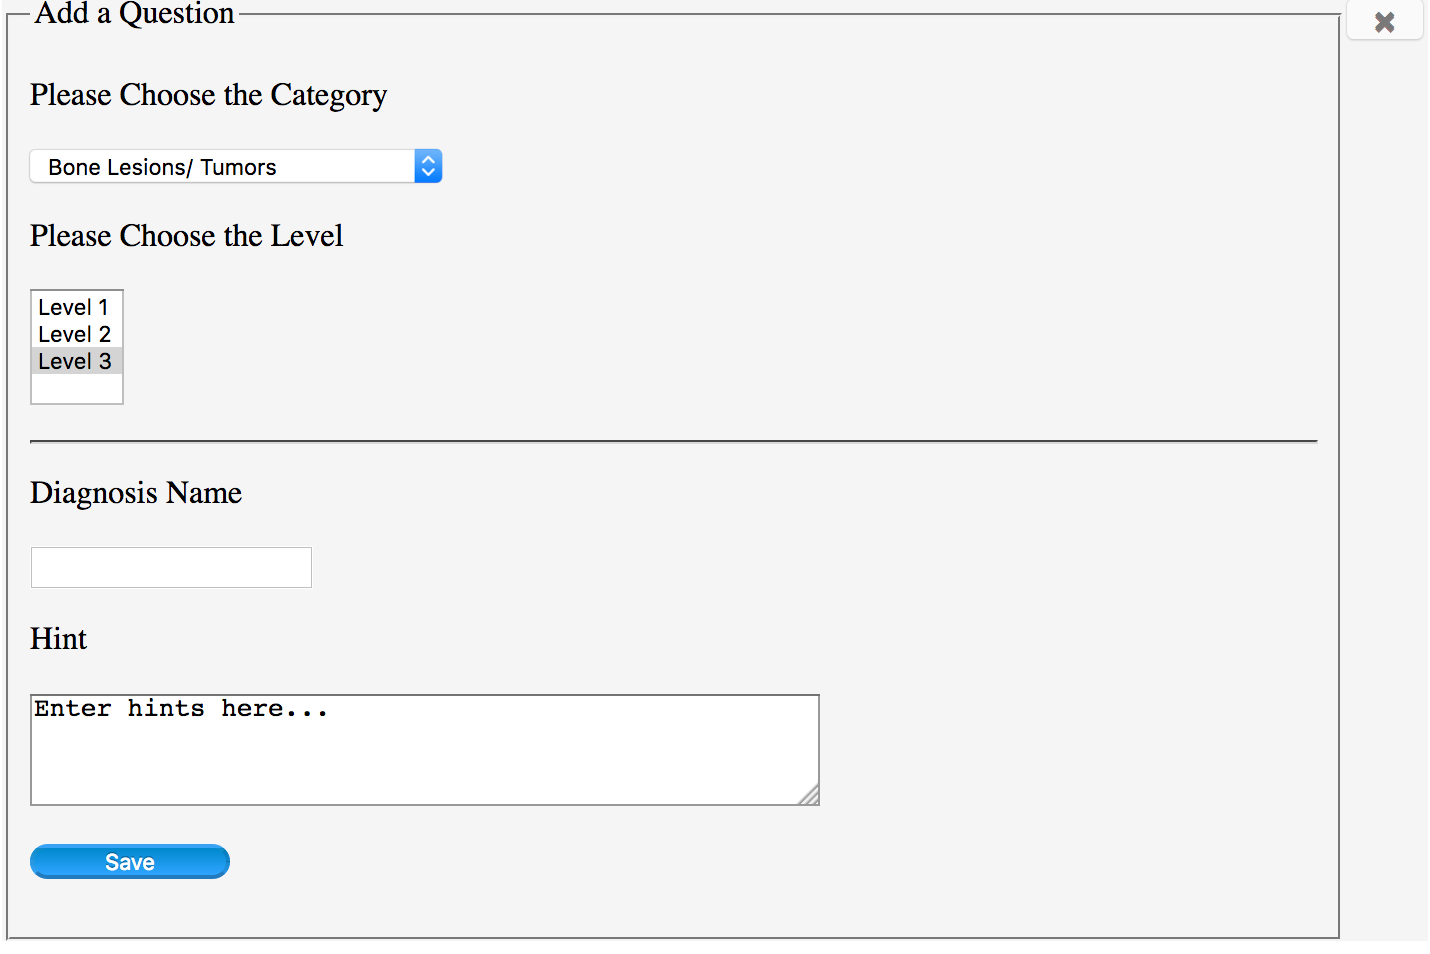 Add a Question
Please Choose the Category
Bone Lesions/ Tumors
Please Choose the Level
Level 1
Level 2
Level 3
Diagnosis Name
Hint
Enter hints here...
Save